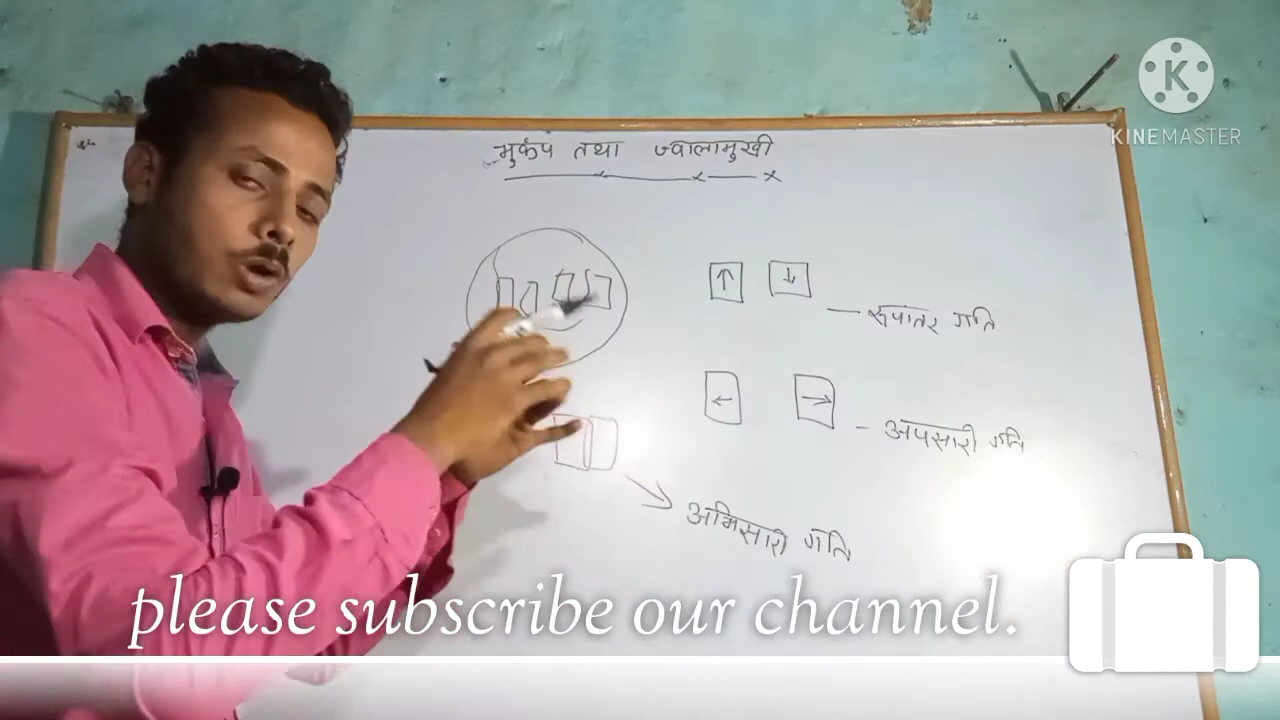 भुकंप तथा ज्वालामुखी
रूपांतर गति
अपसारी गति
अभिसारी गति
KINEMASTER
please subscribe our channel.